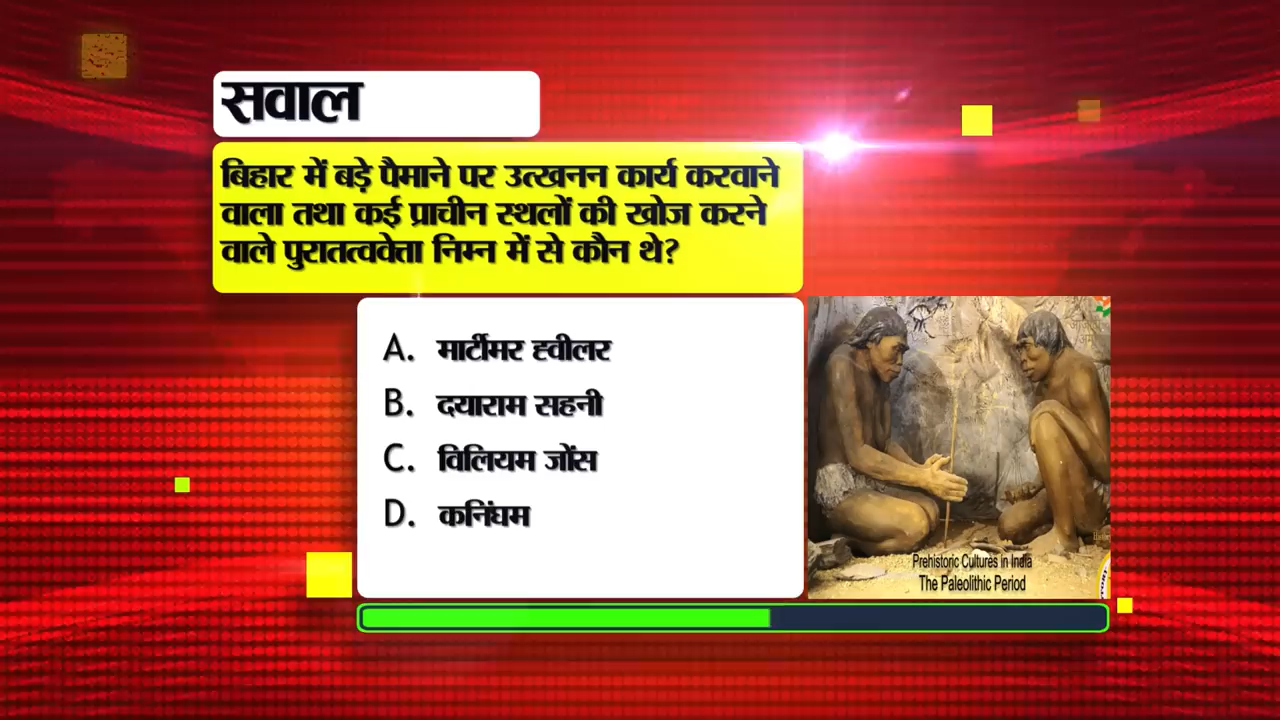 सवाल
बिहार में बड़े पैमाने पर उत्खनन कार्य करवाने
वाला तथा कई प्राचीन स्थलों की खोज करने
वाले पुरातत्ववेत्ता निम्न में से कौन थे?
A. मार्टीमर ह्वीलर
B. दयाराम सहनी
C. विलियम जोंस
D. कनिंघम
Prehistoric Cultures in India
The Paleolithic Period